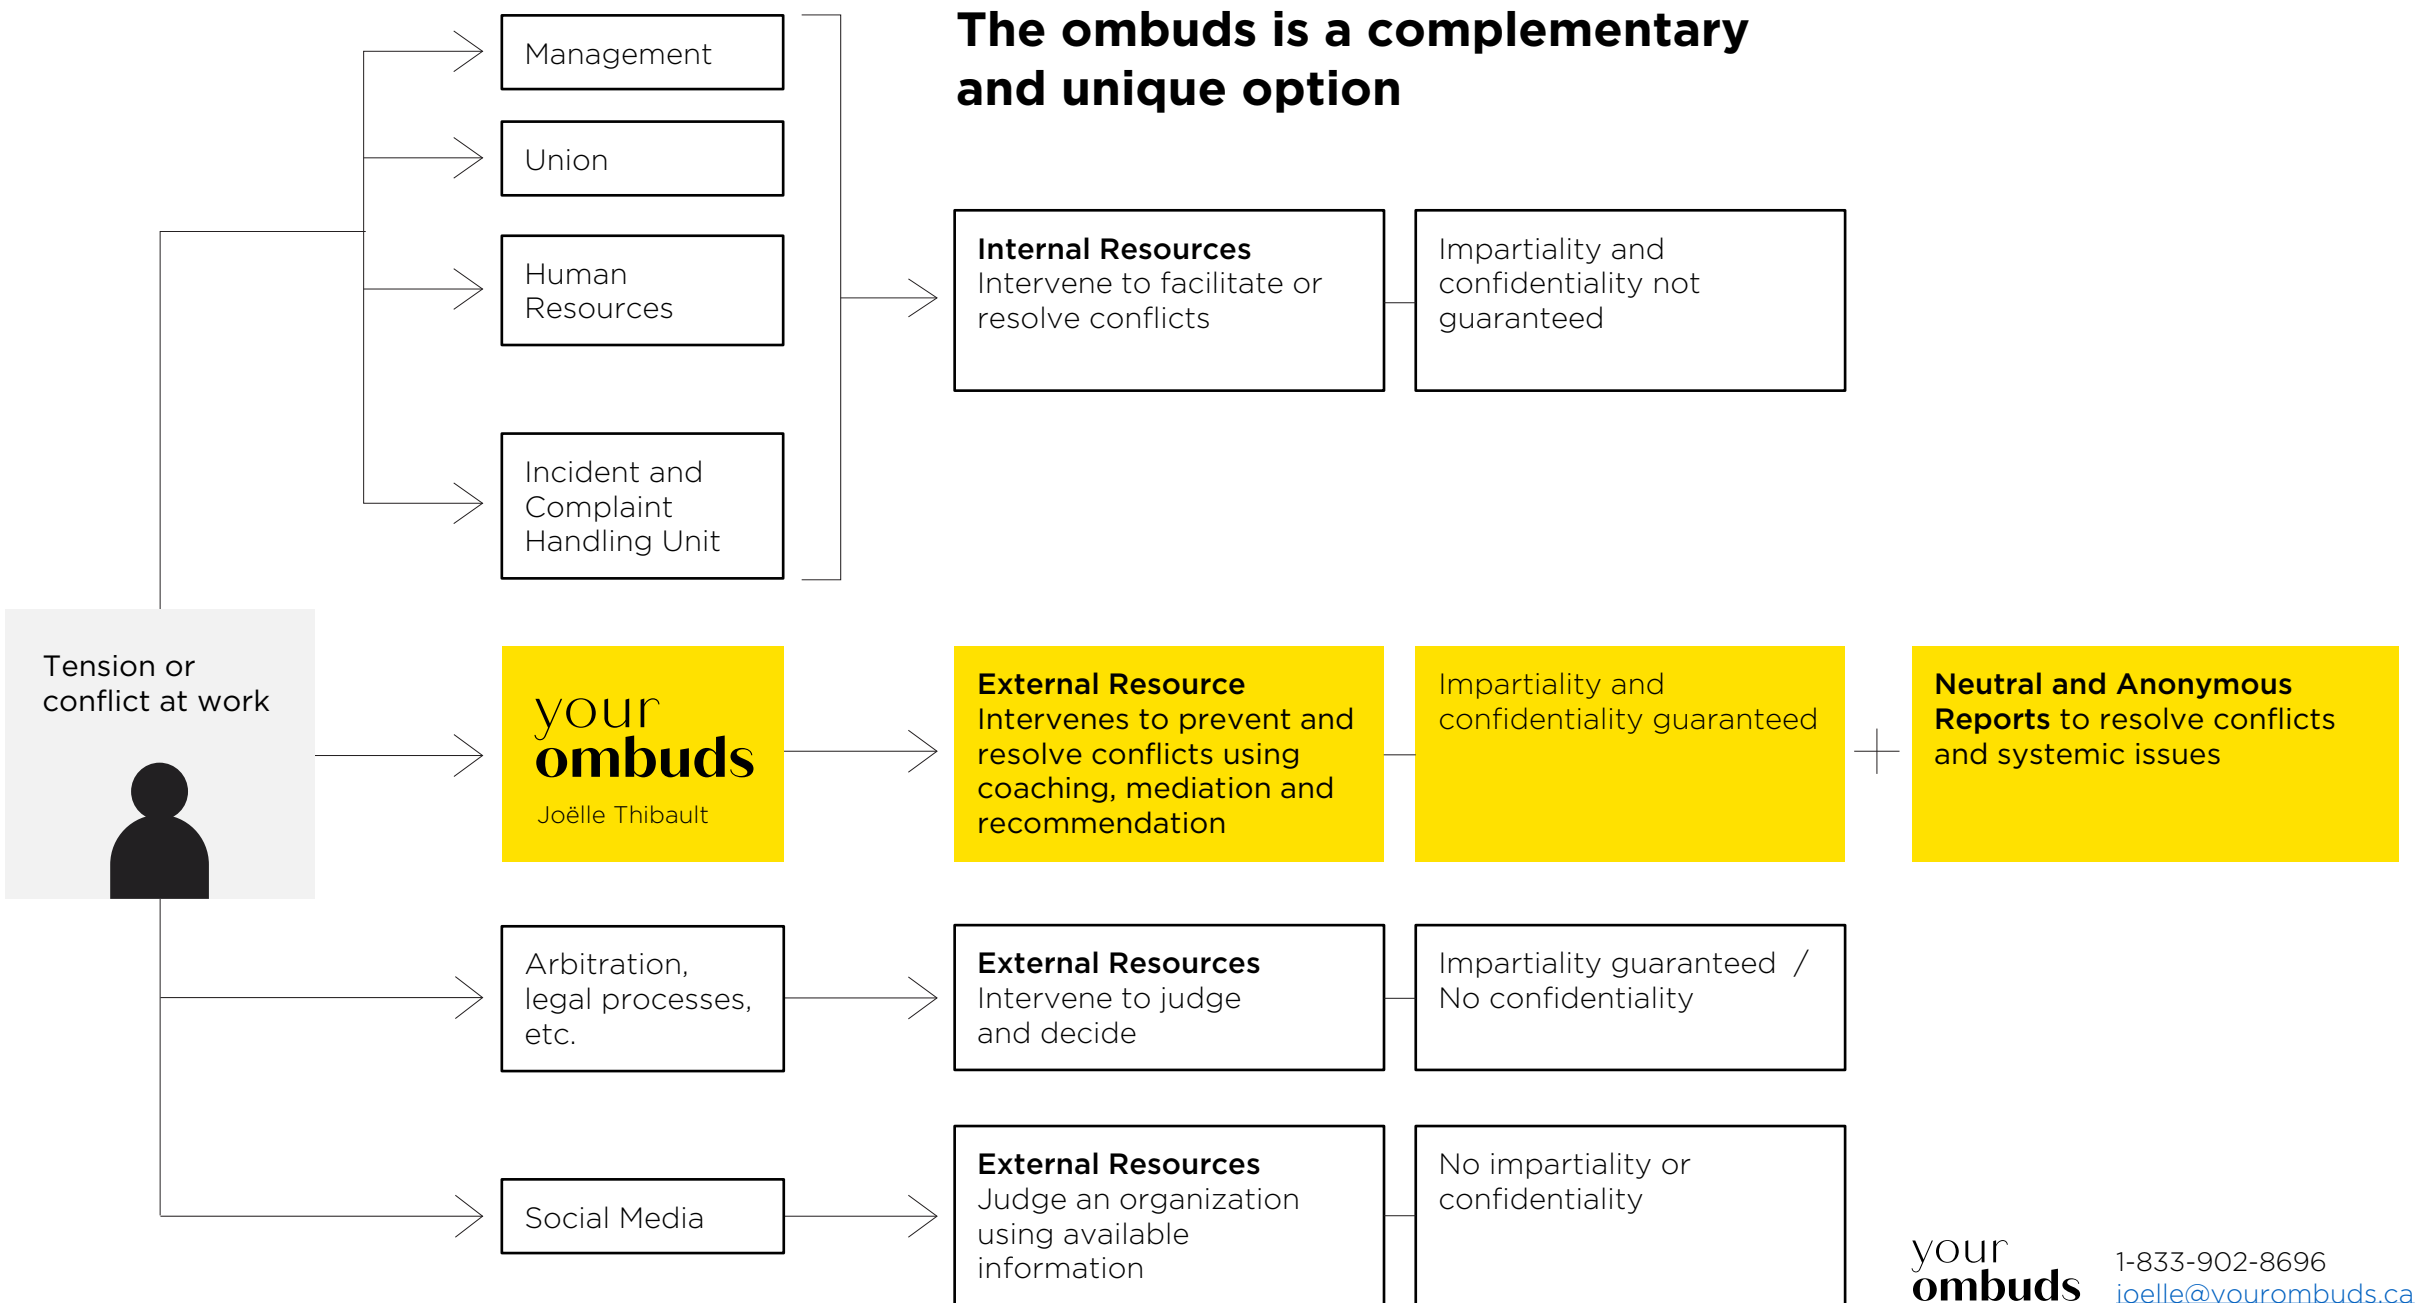 The ombuds is a complementary
and unique option
Management
Union
Human
Resources
Incident and
Complaint
Handling Unit
Internal Resources
Intervene to facilitate or
resolve conflicts
Impartiality and
confidentiality not
guaranteed
Tension or
conflict at work
your
ombuds
Joëlle Thibault
External Resource
Intervenes to prevent and
resolve conflicts using
coaching, mediation and
recommendation
Impartiality and
confidentiality guaranteed
Neutral and Anonymous
Reports to resolve conflicts
and systemic issues
Arbitration,
legal processes,
etc.
External Resources
Intervene to judge
and decide
Impartiality guaranteed /
No confidentiality
Social Media
External Resources
Judge an organization
using available
information
No impartiality or
confidentiality
your
ombuds
1-833-902-8696
joelle@yourombuds.ca